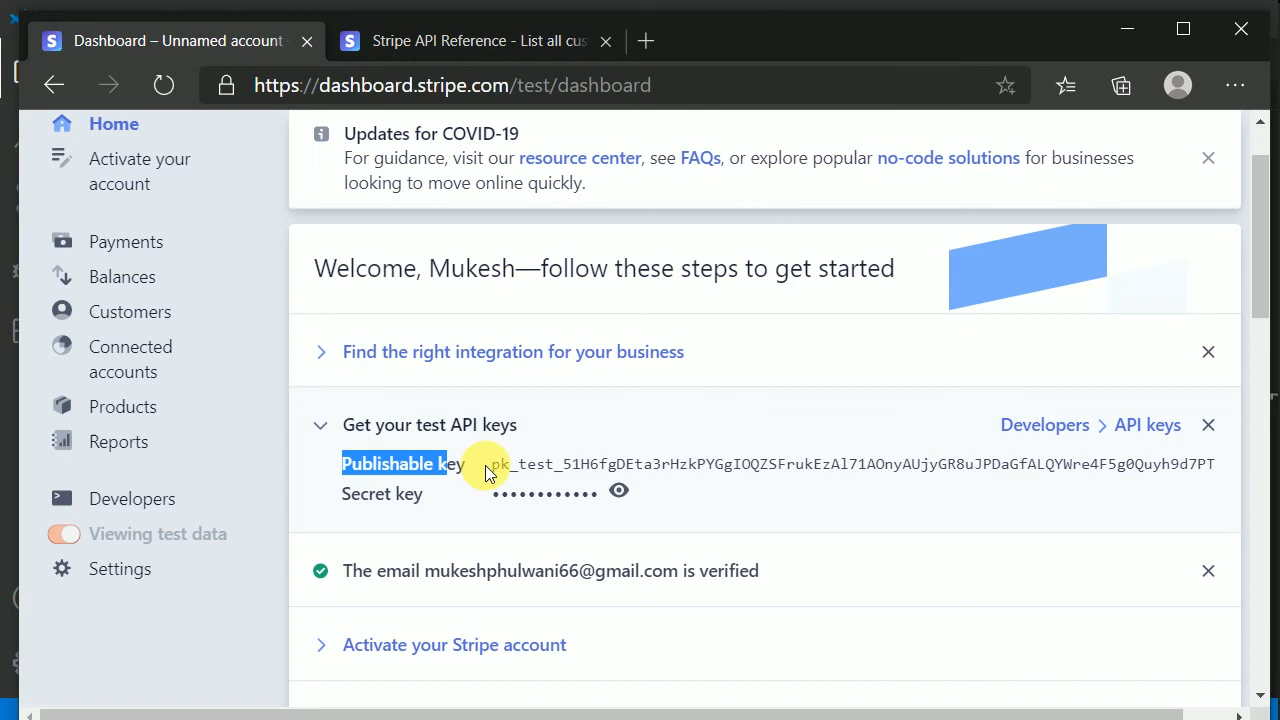 Dashboard – Unnamed account
Stripe API Reference - List all cus
https://dashboard.stripe.com/test/dashboard
Home
Activate your
account
Payments
Balances
Customers
Connected
accounts
Products
Reports
Developers
Viewing test data
Settings
Updates for COVID-19
For guidance, visit our resource center, see FAQs, or explore popular no-code solutions for businesses
looking to move online quickly.
Welcome, Mukesh—follow these steps to get started
Find the right integration for your business
Get your test API keys
Developers > API keys
Publishable key pk_test_51H6fgDEta3rHzkPYGgIOQZSFrukEzAl71AOnyAUjyGR8uJPDaGfALQYWre4F5g0Quyh9d7PT
Secret key ••••••••••••
The email mukeshphulwani66@gmail.com is verified
Activate your Stripe account